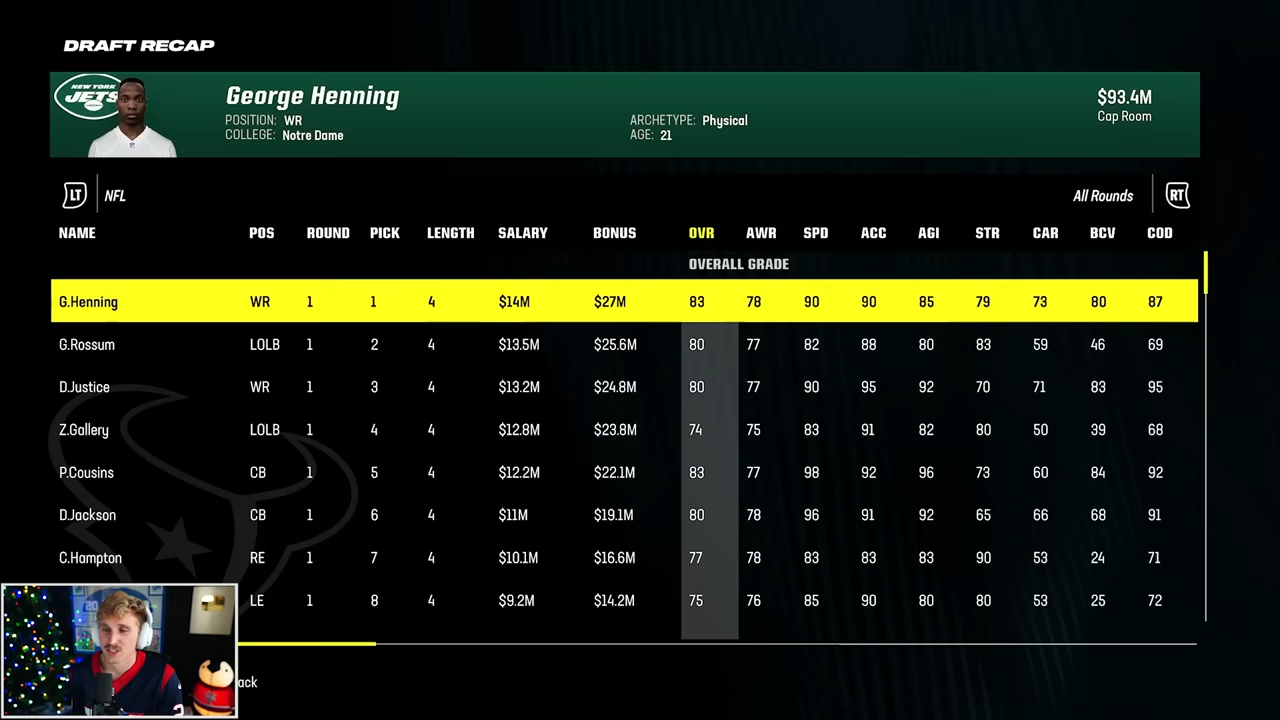 DRAFT RECAP
NEW YORK
JETS
George Henning
POSITION: WR
COLLEGE: Notre Dame
ARCHETYPE: Physical
AGE: 21
$93.4M
Cap Room
LT NFL
All Rounds RT
NAME POS ROUND PICK LENGTH SALARY BONUS OVR AWR SPD ACC AGI STR CAR BCV COD
OVERALL GRADE
G.Henning WR 1 1 4 $14M $27M 83 78 90 90 85 79 73 80 87
G.Rossum LOLB 1 2 4 $13.5M $25.6M 80 77 82 88 80 83 59 46 69
D.Justice WR 1 3 4 $13.2M $24.8M 80 77 90 95 92 70 71 83 95
Z.Gallery LOLB 1 4 4 $12.8M $23.8M 74 75 83 91 82 80 50 39 68
P.Cousins CB 1 5 4 $12.2M $22.1M 83 77 98 92 96 73 60 84 92
D.Jackson CB 1 6 4 $11M $19.1M 80 78 96 91 92 65 66 68 91
C.Hampton RE 1 7 4 $10.1M $16.6M 77 78 83 83 83 90 53 24 71
LE 1 8 4 $9.2M $14.2M 75 76 85 90 80 80 53 25 72
ack